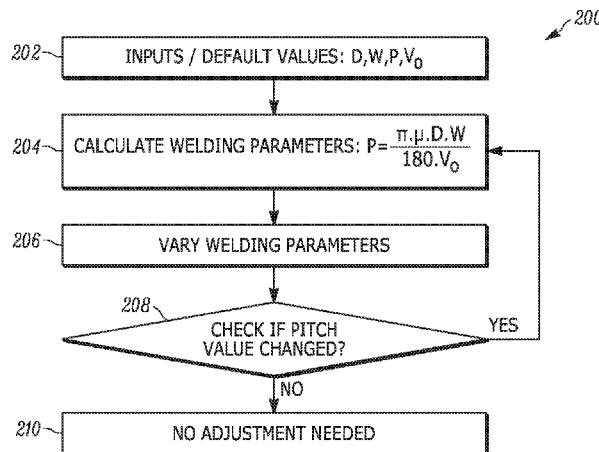 200
202
INPUTS / DEFAULT VALUES: D,W,P,V₀
204
CALCULATE WELDING PARAMETERS: P= π.μ.D.W / 180.V₀
206
VARY WELDING PARAMETERS
208
CHECK IF PITCH
VALUE CHANGED?
YES
NO
210
NO ADJUSTMENT NEEDED